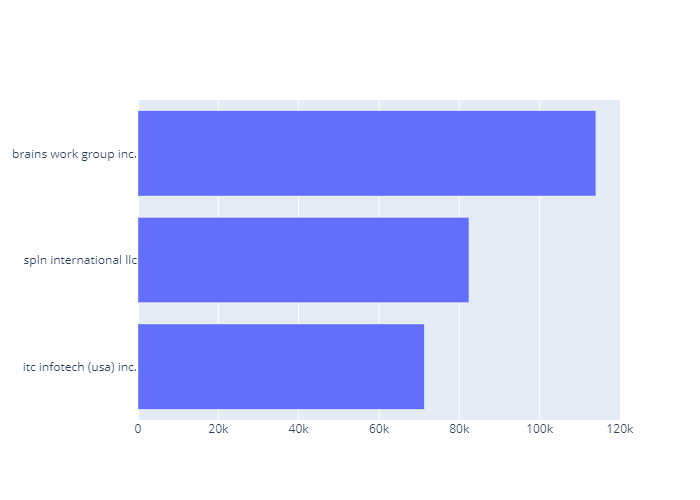 brains work group inc.
spln international llc
itc infotech (usa) inc.
0 20k 40k 60k 80k 100k 120k